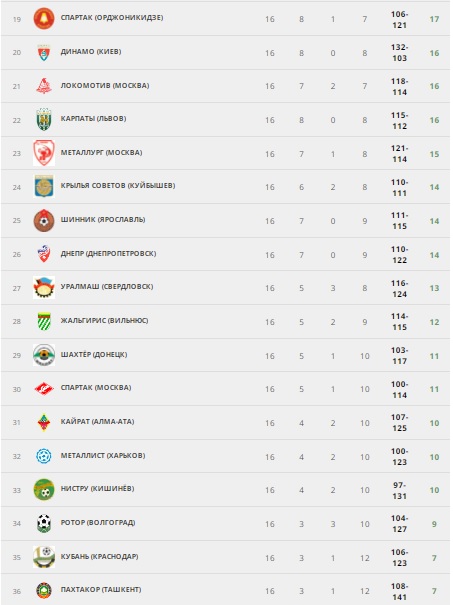 19 СПАРТАК (ОРДЖОНИКИДЗЕ) 16 8 1 7 106-121 17
20 ДИНАМО (КИЕВ) 16 8 0 8 132-103 16
21 ЛОКОМОТИВ (МОСКВА) 16 7 2 7 118-114 16
22 КАРПАТЫ (ЛЬВОВ) 16 8 0 8 115-112 16
23 МЕТАЛЛУРГ (МОСКВА) 16 7 1 8 121-114 15
24 КРЫЛЬЯ СОВЕТОВ (КУЙБЫШЕВ) 16 6 2 8 110-111 14
25 ШИННИК (ЯРОСЛАВЛЬ) 16 7 0 9 111-115 14
26 ДНЕПР (ДНЕПРОПЕТРОВСК) 16 7 0 9 110-122 14
27 УРАЛМАШ (СВЕРДЛОВСК) 16 5 3 8 116-124 13
28 ЖАЛЬГИРИС (ВИЛЬНЮС) 16 5 2 9 114-115 12
29 ШАХТЁР (ДОНЕЦК) 16 5 1 10 103-117 11
30 СПАРТАК (МОСКВА) 16 5 1 10 100-114 11
31 КАЙРАТ (АЛМА-АТА) 16 4 2 10 107-125 10
32 МЕТАЛЛИСТ (ХАРЬКОВ) 16 4 2 10 100-123 10
33 НИСТРУ (КИШИНЁВ) 16 4 2 10 97-131 10
34 РОТОР (ВОЛГОГРАД) 16 3 3 10 104-127 9
35 КУБАНЬ (КРАСНОДАР) 16 3 1 12 106-123 7
36 ПАХТАКОР (ТАШКЕНТ) 16 3 1 12 108-141 7